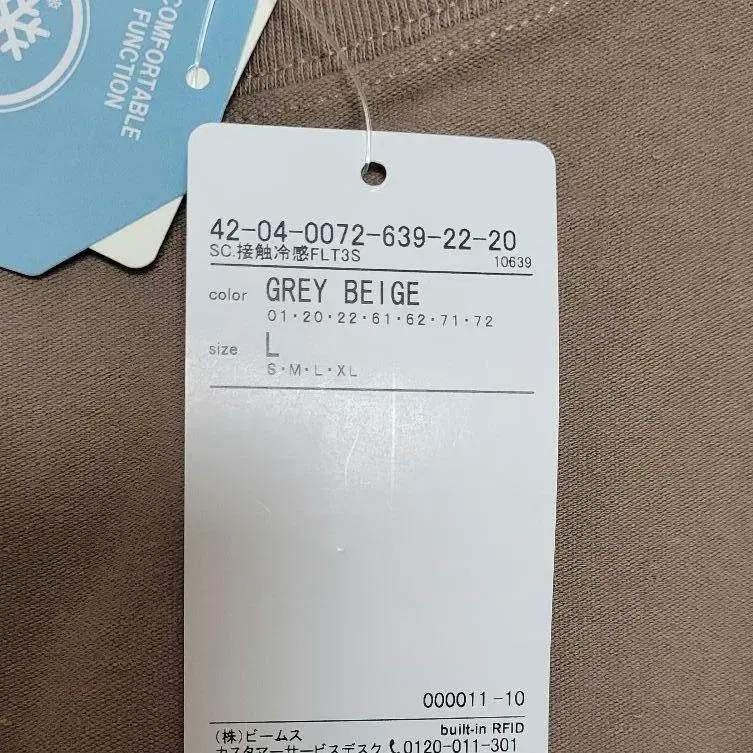 COMFORTABLE
FUNCTION
42-04-0072-639-22-20
SC.接触冷感FLT3S 10639
color GREY BEIGE
01・20・22・61・62・71・72
size L
S・M・L・XL
000011-10
(株)ビームス built-in RFID
カスタマーサービスデスク 0120-011-301